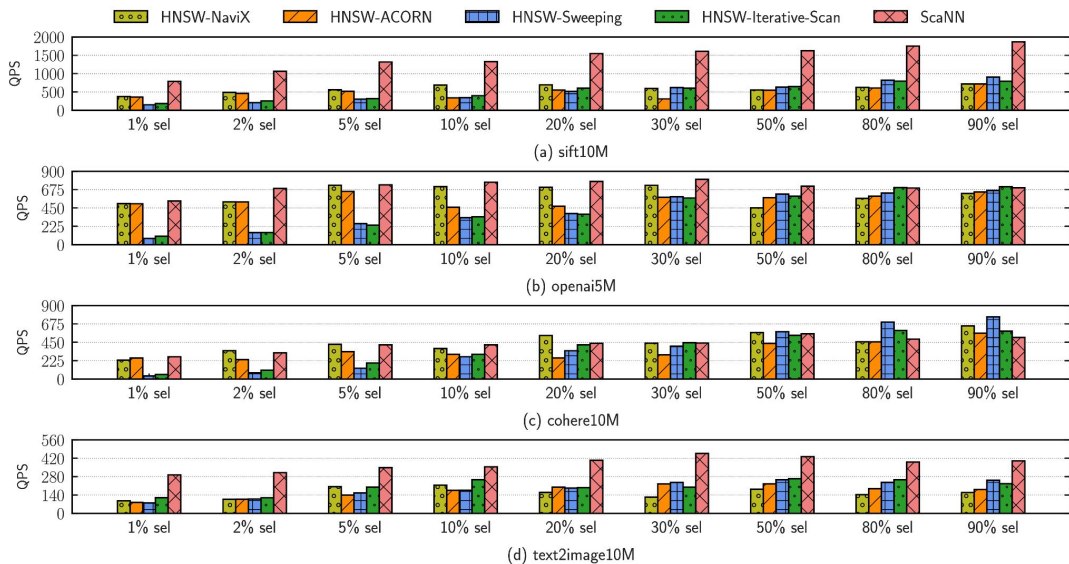 HNSW-NaviX HNSW-ACORN HNSW-Sweeping HNSW-Iterative-Scan ScaNN
QPS
2000
1500
1000
500
0
1% sel 2% sel 5% sel 10% sel 20% sel 30% sel 50% sel 80% sel 90% sel
(a) sift10M
QPS
900
675
450
225
0
1% sel 2% sel 5% sel 10% sel 20% sel 30% sel 50% sel 80% sel 90% sel
(b) openai5M
QPS
900
675
450
225
0
1% sel 2% sel 5% sel 10% sel 20% sel 30% sel 50% sel 80% sel 90% sel
(c) cohere10M
QPS
560
420
280
140
0
1% sel 2% sel 5% sel 10% sel 20% sel 30% sel 50% sel 80% sel 90% sel
(d) text2image10M